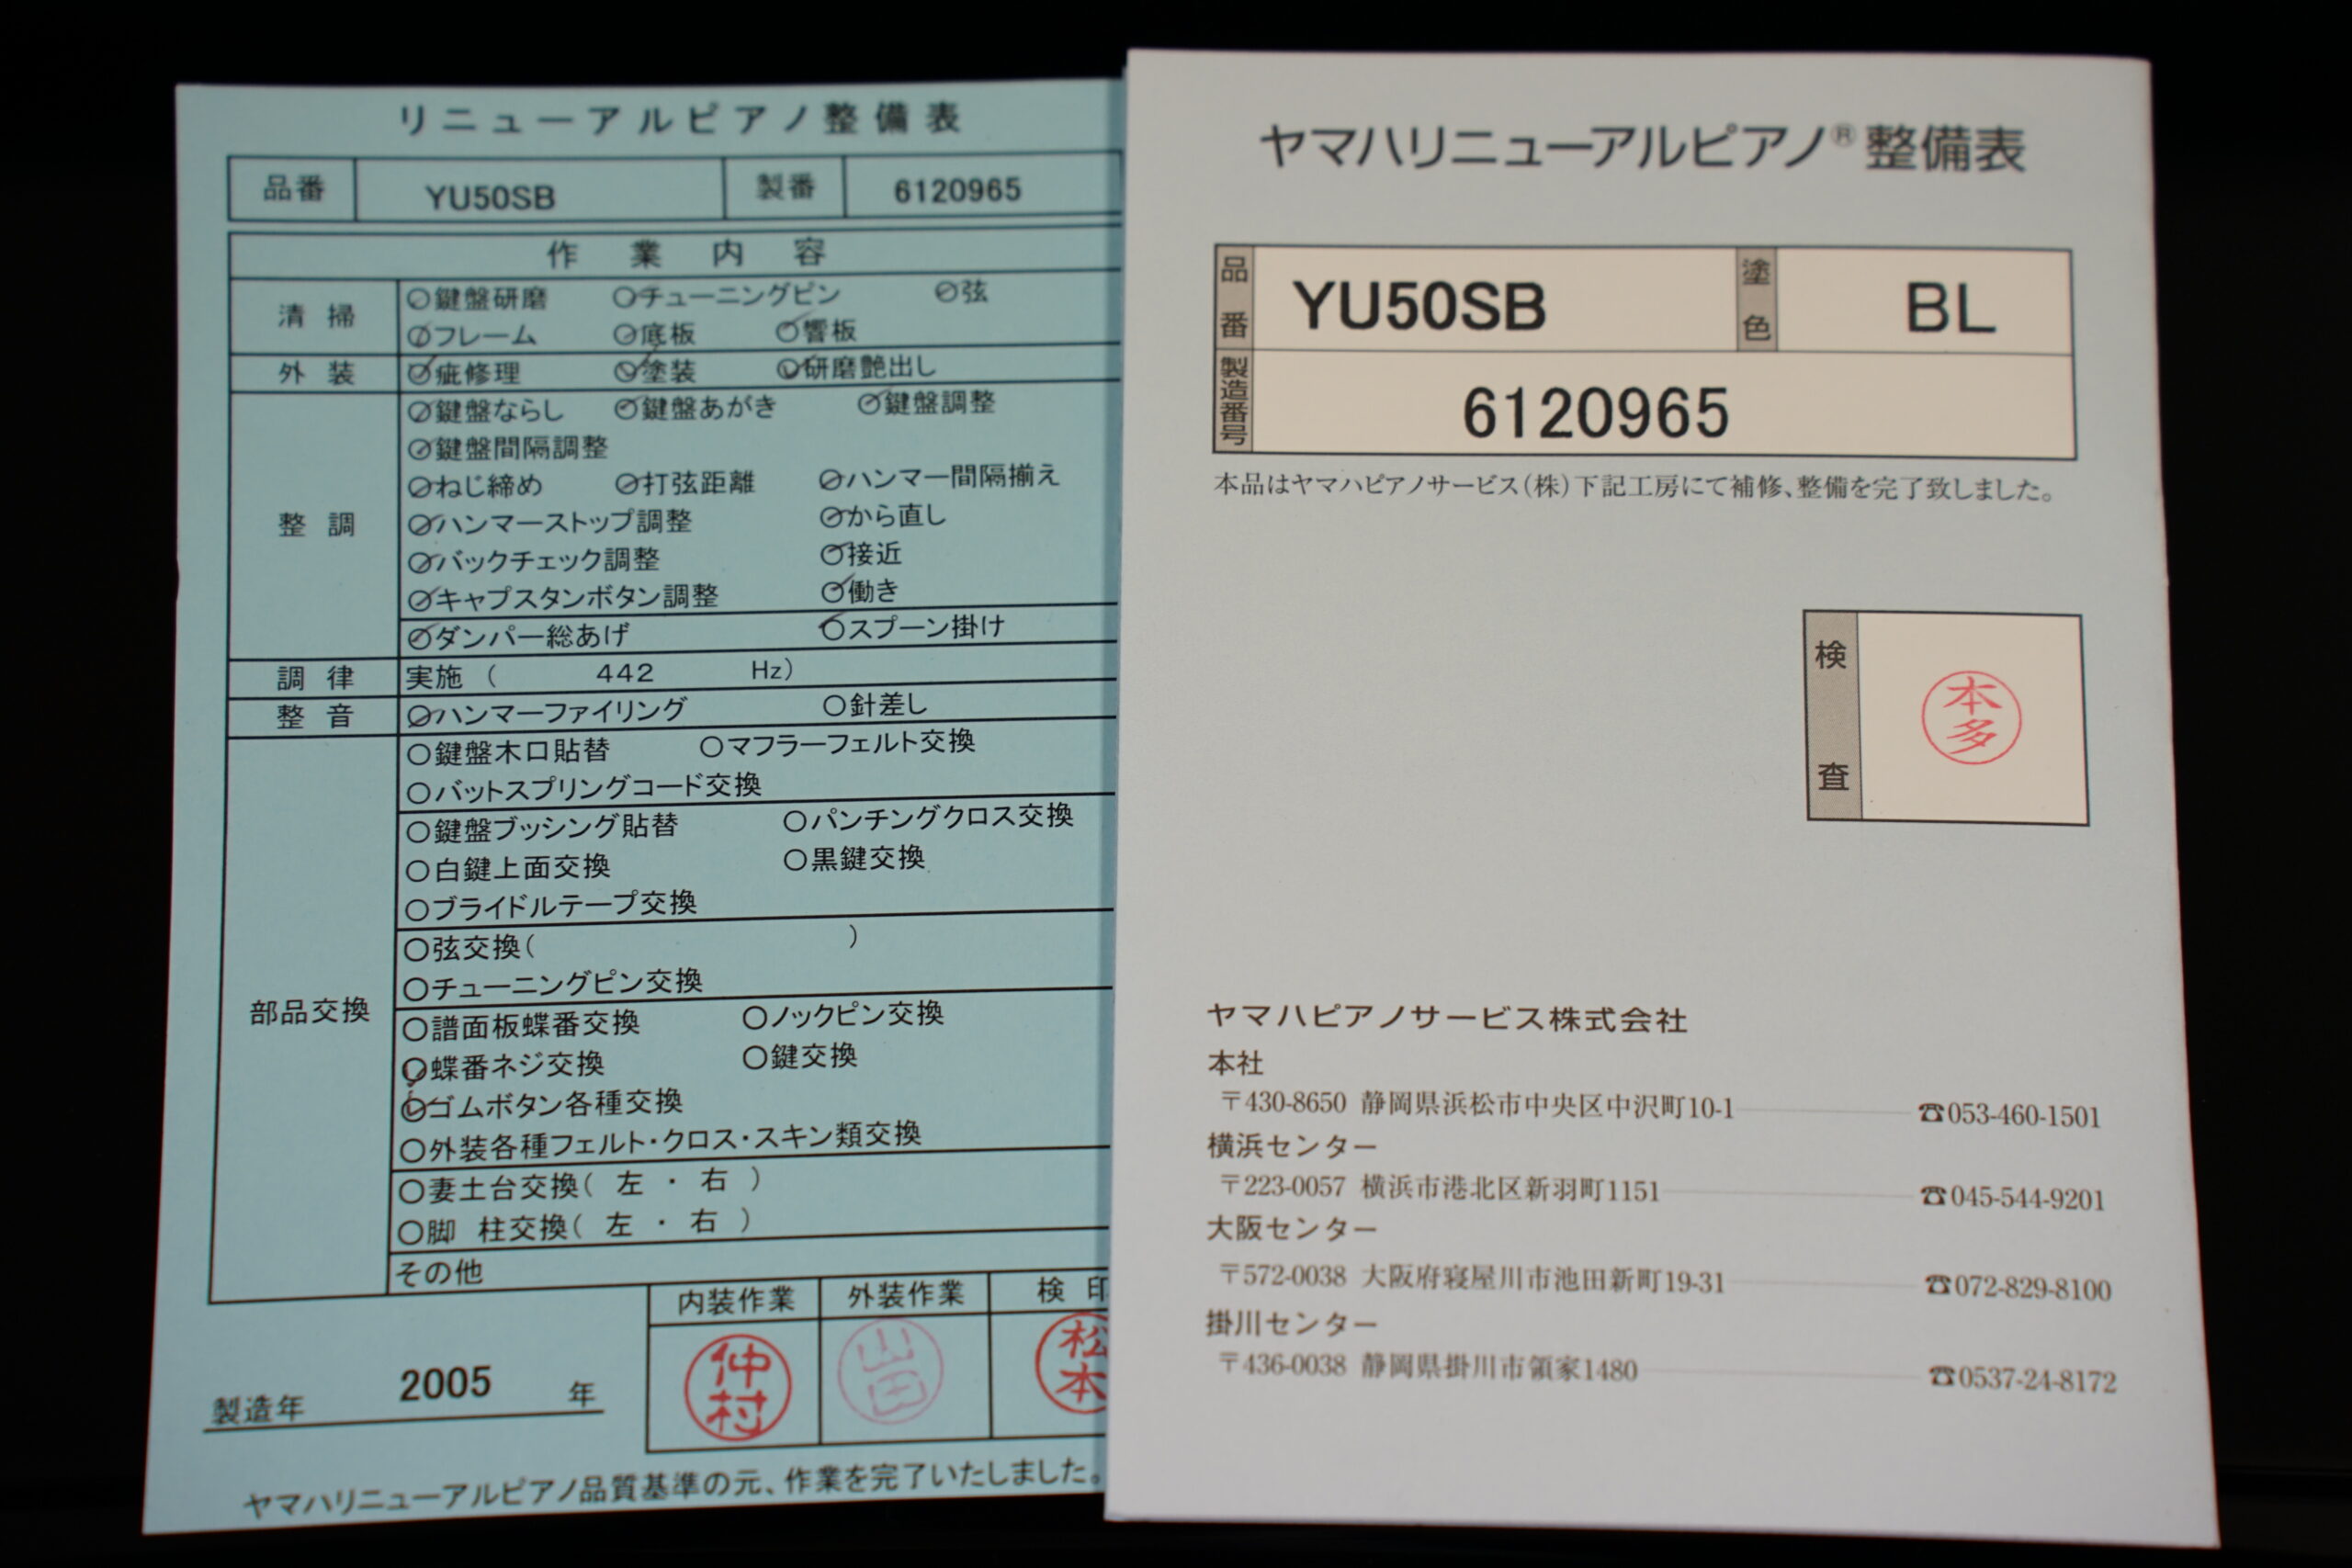 リニューアルピアノ整備表
品番 YU50SB 製番 6120965
作業内容
清掃
○鍵盤研磨 ○チューニングピン ○弦
○フレーム ○底板 ○響板
外装
○疵修理 ○塗装 ○研磨艶出し
整調
○鍵盤ならし ○鍵盤あがき ○鍵盤調整
○鍵盤間隔調整
○ねじ締め ○打弦距離 ○ハンマー間隔揃え
○ハンマーストップ調整 ○から直し
○バックチェック調整 ○接近
○キャプスタンボタン調整 ○働き
○ダンパー総あげ ○スプーン掛け
調律 実施（ 442 Hz）
整音 ○ハンマーファイリング ○針差し
部品交換
○鍵盤木口貼替 ○マフラーフェルト交換
○バットスプリングコード交換
○鍵盤ブッシング貼替 ○パンチングクロス交換
○白鍵上面交換 ○黒鍵交換
○ブライドルテープ交換
○弦交換（ ）
○チューニングピン交換
○譜面板蝶番交換 ○ノックピン交換
○蝶番ネジ交換 ○鍵交換
○ゴムボタン各種交換
○外装各種フェルト・クロス・スキン類交換
○妻土台交換（ 左 ・ 右 ）
○脚 柱交換（ 左 ・ 右 ）
その他
内装作業 外装作業 検印
仲村 山田 松本
製造年 2005 年
ヤマハリニューアルピアノ品質基準の元、作業を完了いたしました。
ヤマハリニューアルピアノ®整備表
品番 YU50SB 塗色 BL
製造番号 6120965
本品はヤマハピアノサービス（株）下記工房にて補修、整備を完了致しました。
検査 本多
ヤマハピアノサービス株式会社
本社
〒430-8650 静岡県浜松市中央区中沢町10-1 ☎053-460-1501
横浜センター
〒223-0057 横浜市港北区新羽町1151 ☎045-544-9201
大阪センター
〒572-0038 大阪府寝屋川市池田新町19-31 ☎072-829-8100
掛川センター
〒436-0038 静岡県掛川市領家1480 ☎0537-24-8172